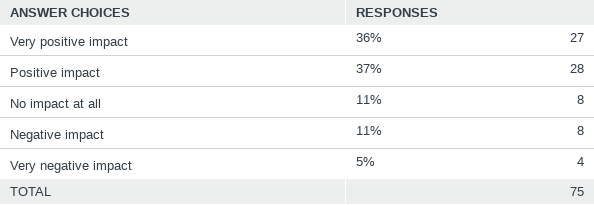 ANSWER CHOICES RESPONSES
Very positive impact 36% 27
Positive impact 37% 28
No impact at all 11% 8
Negative impact 11% 8
Very negative impact 5% 4
TOTAL 75